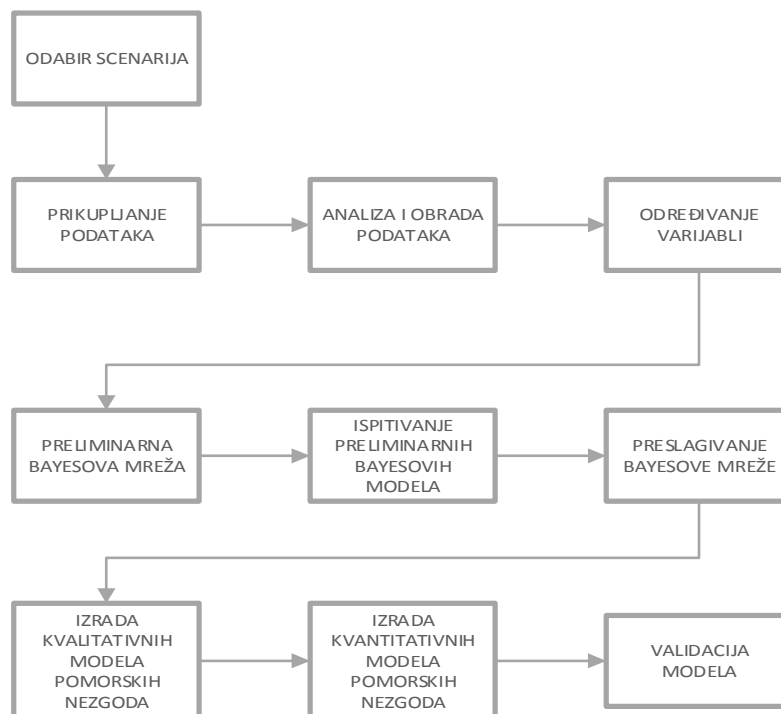 ODABIR SCENARIJA
PRIKUPLJANJE
PODATAKA
ANALIZA I OBRADA
PODATAKA
ODREĐIVANJE
VARIJABLI
PRELIMINARNA
BAYESOVA MREŽA
ISPITIVANJE
PRELIMINARNIH
BAYESOVIH
MODELA
PRESLAGIVANJE
BAYESOVE MREŽE
IZRADA
KVALITATIVNIH
MODELA
POMORSKIH
NEZGODA
IZRADA
KVANTITATIVNIH
MODELA
POMORSKIH
NEZGODA
VALIDACIJA
MODELA